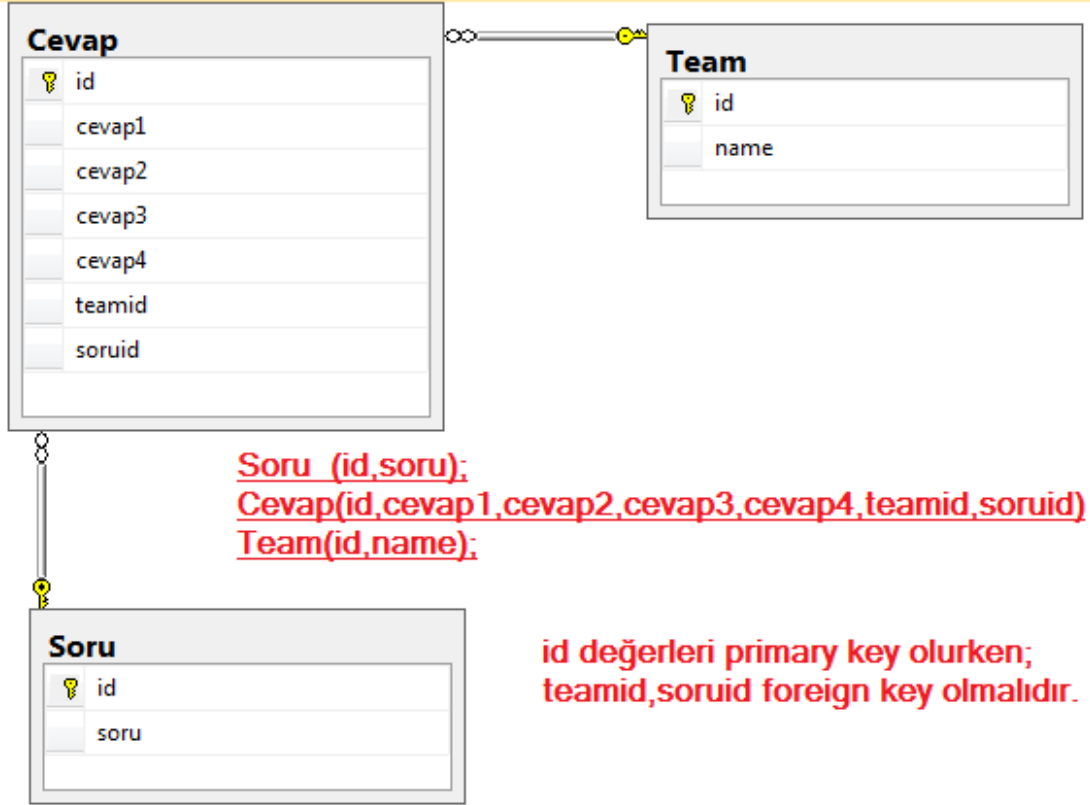 Cevap
id
cevap1
cevap2
cevap3
cevap4
teamid
soruid
Team
id
name
Soru (id,soru);
Cevap(id,cevap1,cevap2,cevap3,cevap4,teamid,soruid)
Team(id,name);
Soru
id
soru
id değerleri primary key olurken;
teamid,soruid foreign key olmalıdır.